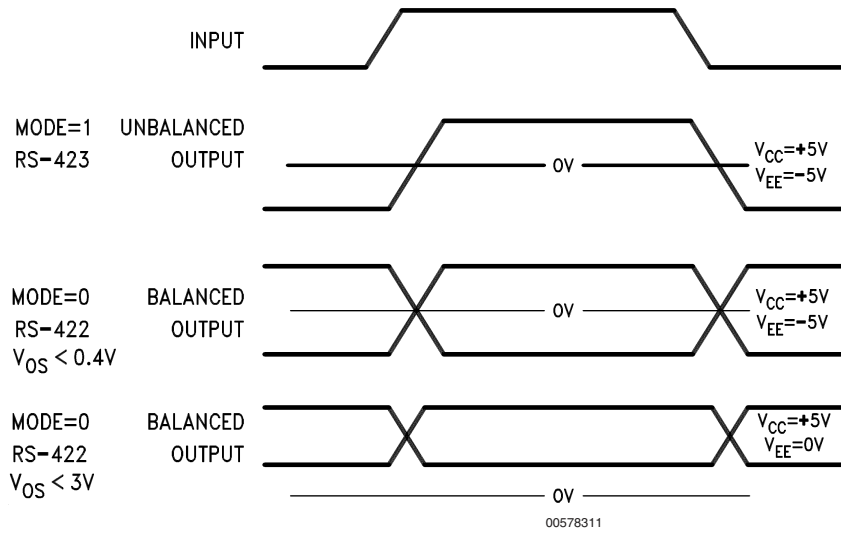 INPUT
MODE=1 UNBALANCED
RS-423 OUTPUT
0V
VCC=+5V
VEE=-5V
MODE=0 BALANCED
RS-422 OUTPUT
VOS < 0.4V
0V
VCC=+5V
VEE=-5V
MODE=0 BALANCED
RS-422 OUTPUT
VOS < 3V
VCC=+5V
VEE=0V
0V
00578311